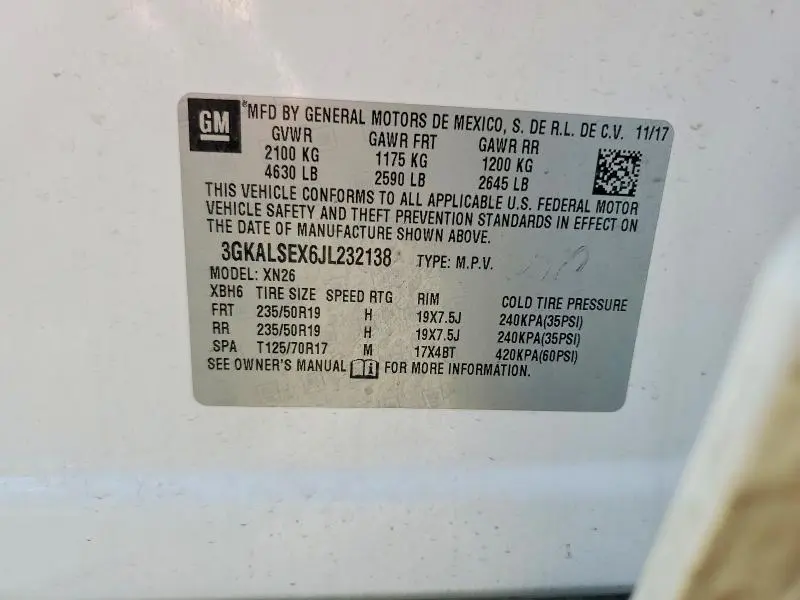 GM MFD BY GENERAL MOTORS DE MEXICO, S. DE R.L. DE C.V. 11/17
GVWR GAWR FRT GAWR RR
2100 KG 1175 KG 1200 KG
4630 LB 2590 LB 2645 LB
THIS VEHICLE CONFORMS TO ALL APPLICABLE U.S. FEDERAL MOTOR
VEHICLE SAFETY AND THEFT PREVENTION STANDARDS IN EFFECT ON
THE DATE OF MANUFACTURE SHOWN ABOVE.
3GKALSEX6JL232138 TYPE: M.P.V.
MODEL: XN26
XBH6 TIRE SIZE SPEED RTG RIM COLD TIRE PRESSURE
FRT 235/50R19 H 19X7.5J 240KPA(35PSI)
RR 235/50R19 H 19X7.5J 240KPA(35PSI)
SPA T125/70R17 M 17X4BT 420KPA(60PSI)
SEE OWNER'S MANUAL FOR MORE INFORMATION.